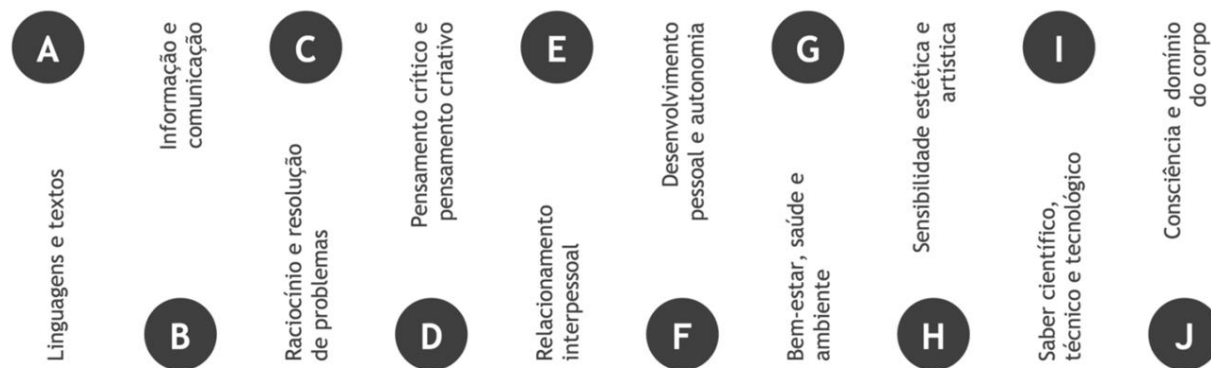 A
Linguagens e textos
Informação e
comunicação
B
C
Raciocínio e resolução
de problemas
Pensamento crítico e
pensamento criativo
D
E
Relacionamento
interpessoal
Desenvolvimento
pessoal e autonomia
F
G
Bem-estar, saúde e
ambiente
Sensibilidade estética e
artística
H
I
Saber científico,
técnico e tecnológico
Consciência e domínio
do corpo
J